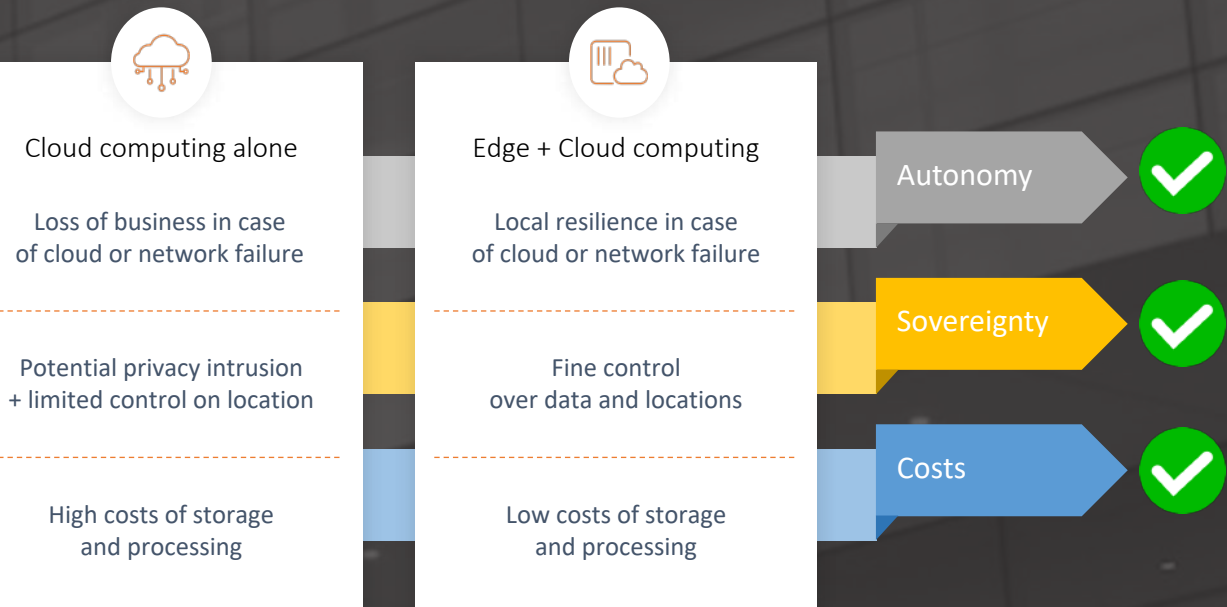 Cloud computing alone
Loss of business in case
of cloud or network failure
Potential privacy intrusion
+ limited control on location
High costs of storage
and processing
Edge + Cloud computing
Local resilience in case
of cloud or network failure
Fine control
over data and locations
Low costs of storage
and processing
Autonomy
Sovereignty
Costs